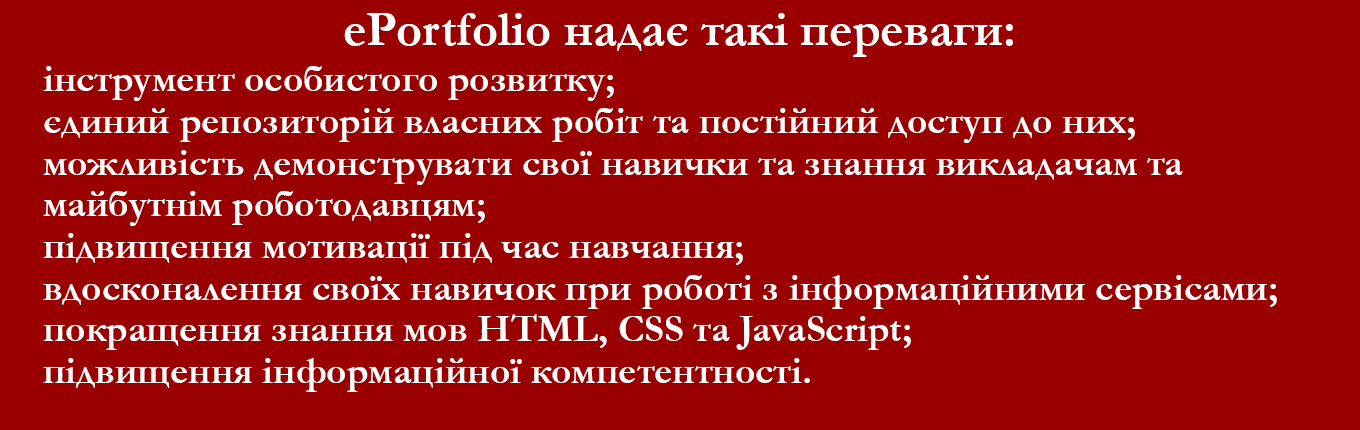 ePortfolio надає такі переваги:
інструмент особистого розвитку;
єдиний репозиторій власних робіт та постійний доступ до них;
можливість демонструвати свої навички та знання викладачам та
майбутнім роботодавцям;
підвищення мотивації під час навчання;
вдосконалення своїх навичок при роботі з інформаційними сервісами;
покращення знання мов HTML, CSS та JavaScript;
підвищення інформаційної компетентності.